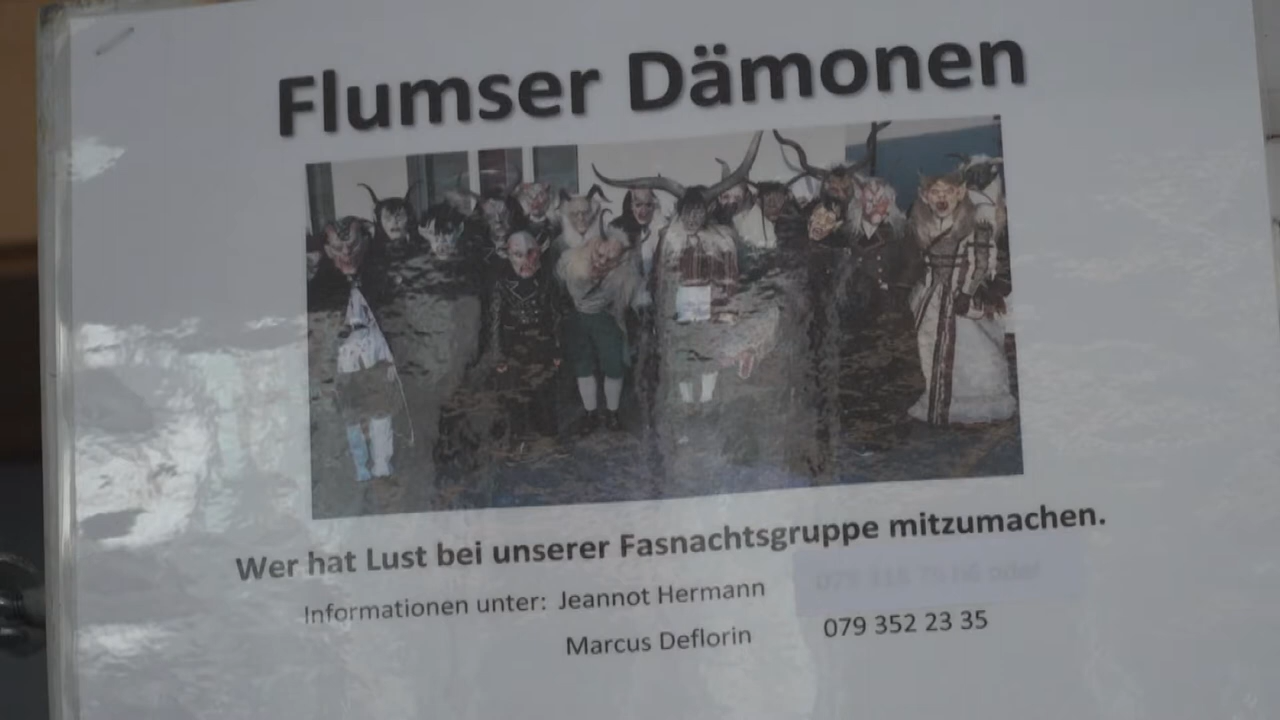 Flumser Dämonen
Wer hat Lust bei unserer Fasnachtsgruppe mitzumachen.
Informationen unter: Jeannot Hermann
Marcus Deflorin 079 352 23 35